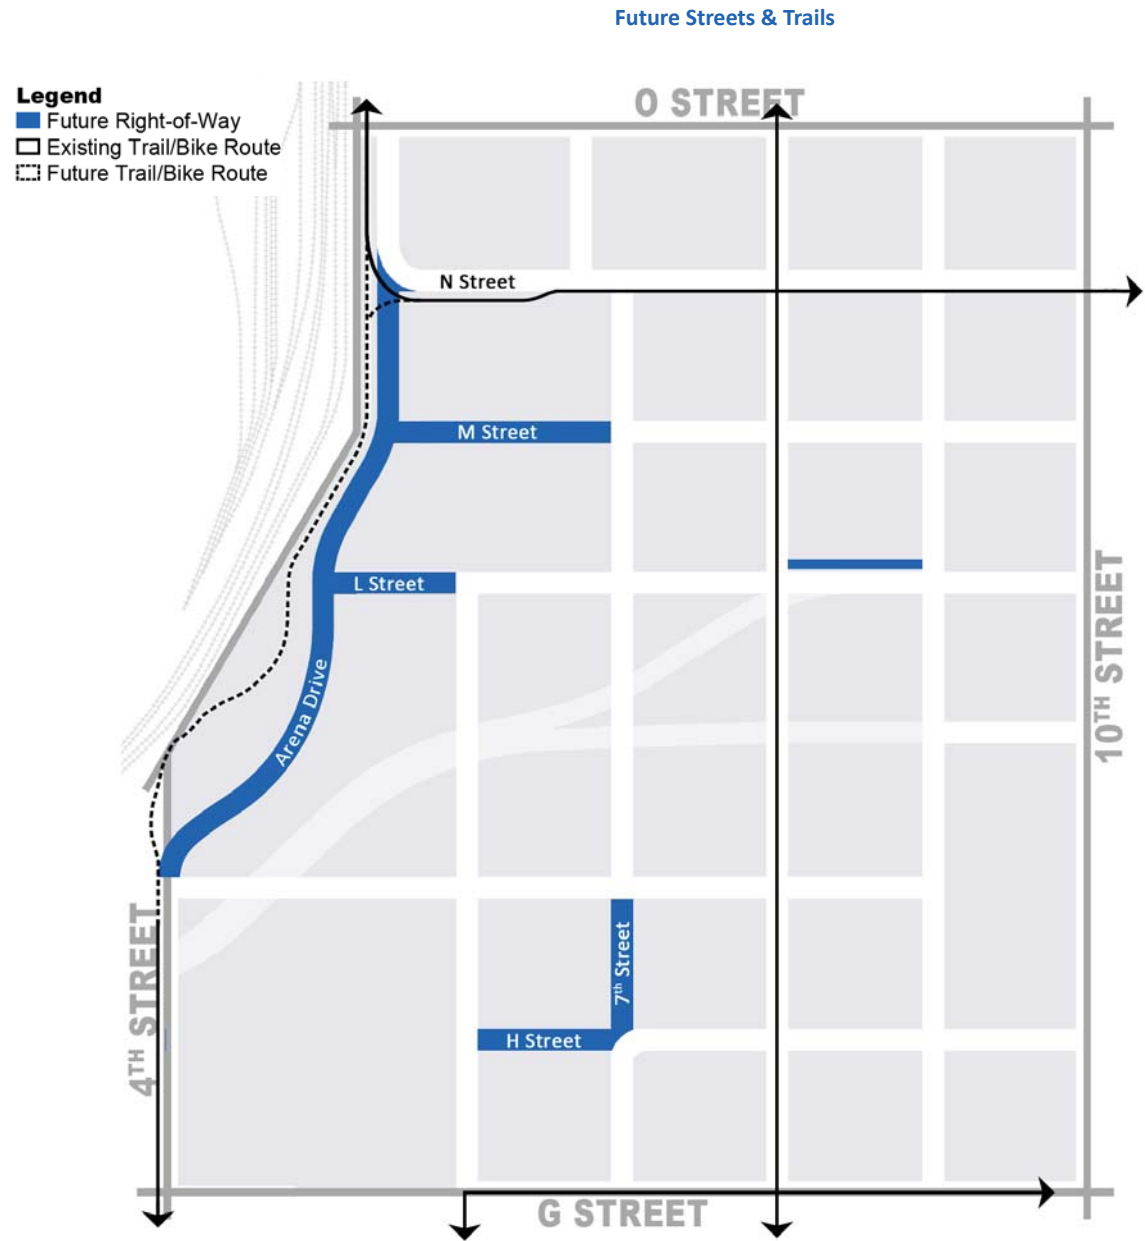 Future Streets & Trails
O STREET
Legend
Future Right-of-Way
Existing Trail/Bike Route
Future Trail/Bike Route
N Street
M Street
L Street
Arena Drive
10TH STREET
4TH STREET
7th Street
H Street
G STREET